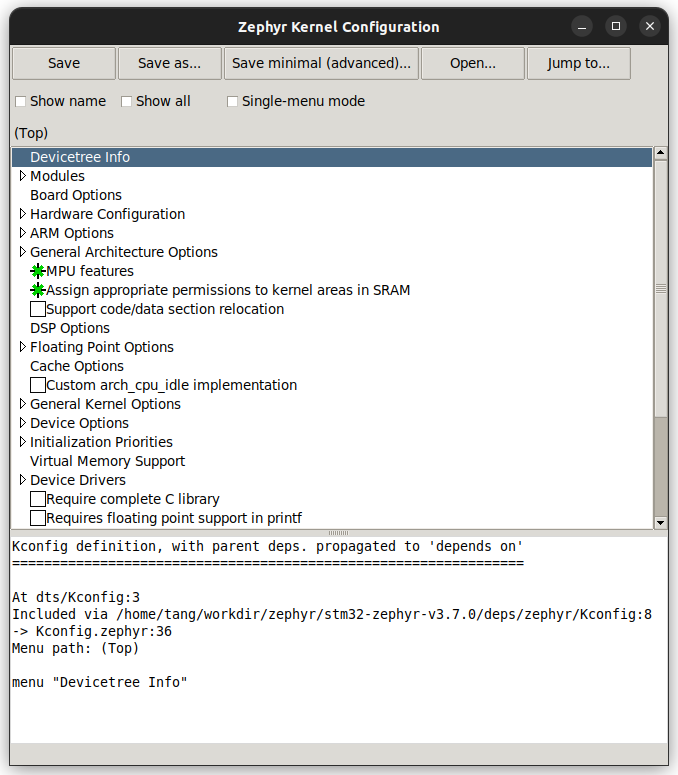 Zephyr Kernel Configuration
Save Save as... Save minimal (advanced)... Open... Jump to...
Show name Show all Single-menu mode
(Top)
Devicetree Info
Modules
Board Options
Hardware Configuration
ARM Options
General Architecture Options
MPU features
Assign appropriate permissions to kernel areas in SRAM
Support code/data section relocation
DSP Options
Floating Point Options
Cache Options
Custom arch_cpu_idle implementation
General Kernel Options
Device Options
Initialization Priorities
Virtual Memory Support
Device Drivers
Require complete C library
Requires floating point support in printf
Kconfig definition, with parent deps. propagated to 'depends on'
================================================================
At dts/Kconfig:3
Included via /home/tang/workdir/zephyr/stm32-zephyr-v3.7.0/deps/zephyr/Kconfig:8
-> Kconfig.zephyr:36
Menu path: (Top)
menu "Devicetree Info"